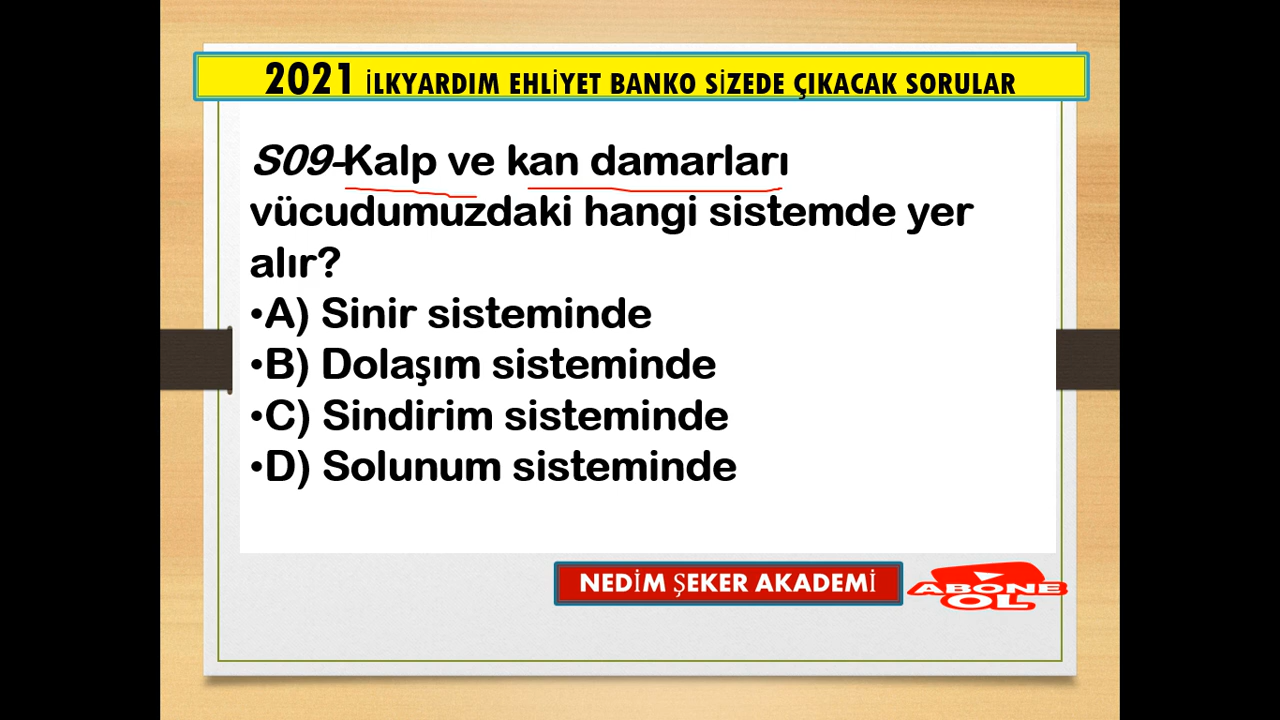 2021 İLKYARDIM EHLİYET BANKO SİZEDE ÇIKACAK SORULAR
S09-Kalp ve kan damarları
vücudumuzdaki hangi sistemde yer
alır?
•A) Sinir sisteminde
•B) Dolaşım sisteminde
•C) Sindirim sisteminde
•D) Solunum sisteminde
NEDİM ŞEKER AKADEMİ
ABONE
OL